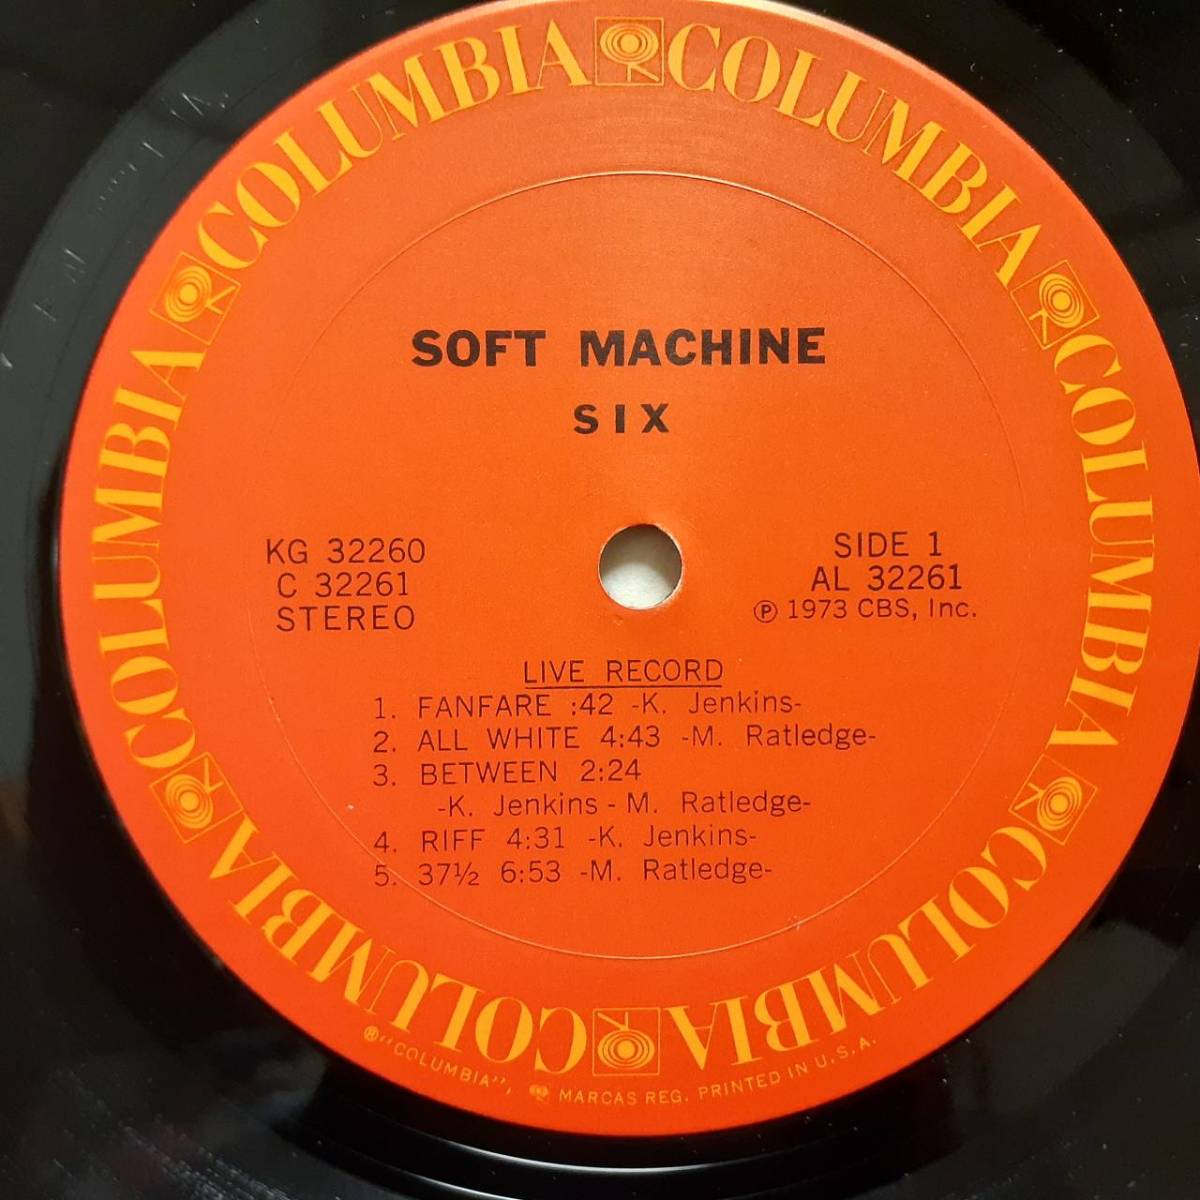 COLUMBIA COLUMBIA COLUMBIA COLUMBIA COLUMBIA COLUMBIA
SOFT MACHINE
SIX
KG 32260
C 32261
STEREO
SIDE 1
AL 32261
℗ 1973 CBS, Inc.
LIVE RECORD
1. FANFARE :42 -K. Jenkins-
2. ALL WHITE 4:43 -M. Ratledge-
3. BETWEEN 2:24
-K. Jenkins - M. Ratledge-
4. RIFF 4:31 -K. Jenkins-
5. 37½ 6:53 -M. Ratledge-
®"COLUMBIA", MARCAS REG. PRINTED IN U.S.A.